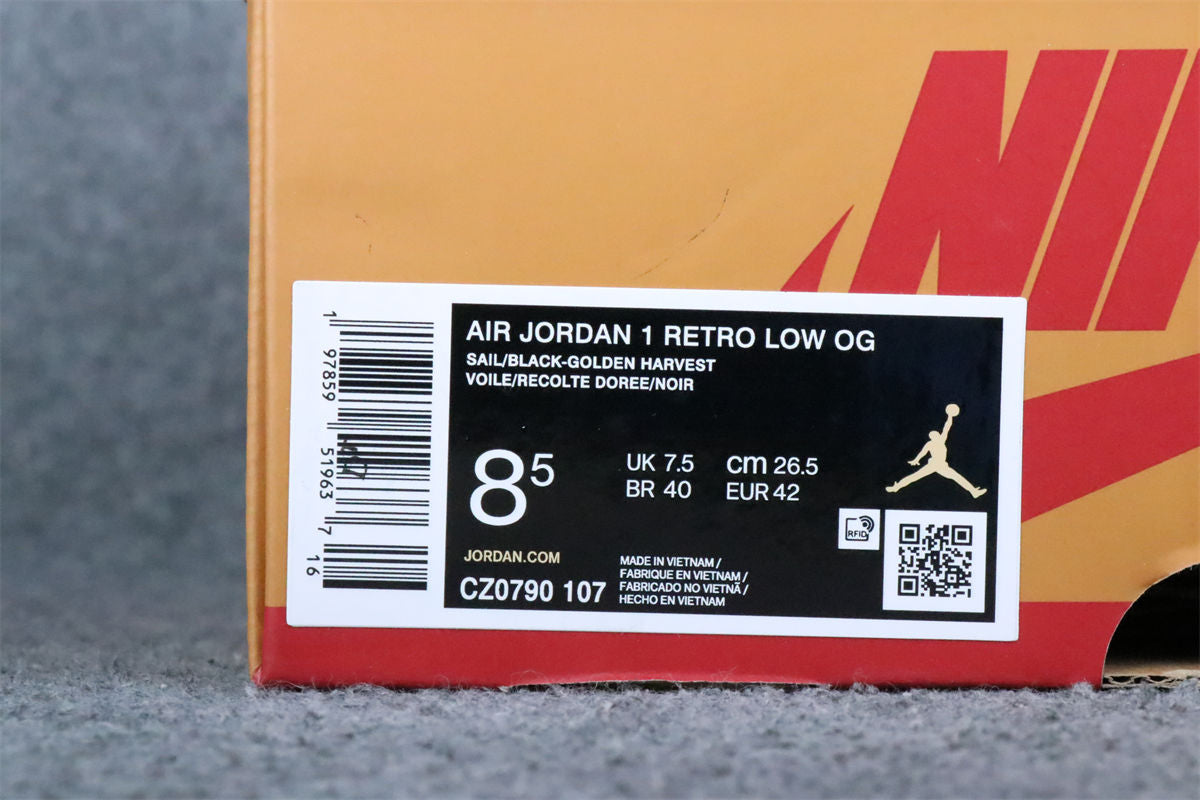 NIK
AIR JORDAN 1 RETRO LOW OG
SAIL/BLACK-GOLDEN HARVEST
VOILE/RECOLTE DOREE/NOIR
8⁵
UK 7.5 cm 26.5
BR 40 EUR 42
RFID
JORDAN.COM
CZ0790 107
MADE IN VIETNAM /
FABRIQUE EN VIETNAM /
FABRICADO NO VIETNÃ /
HECHO EN VIETNAM
1 97859 51963 7 16